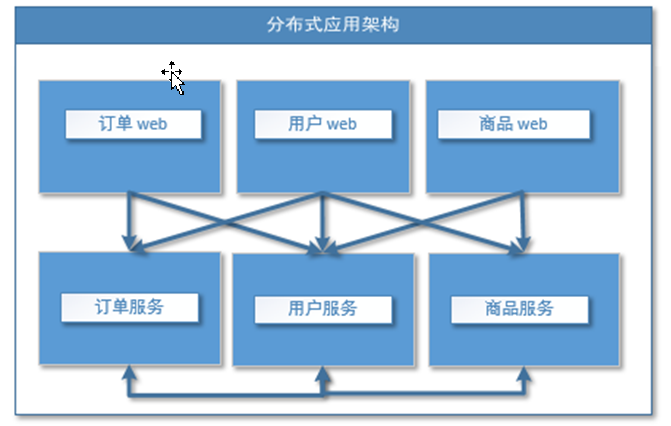 分布式应用架构
订单 web
用户 web
商品 web
订单服务
用户服务
商品服务